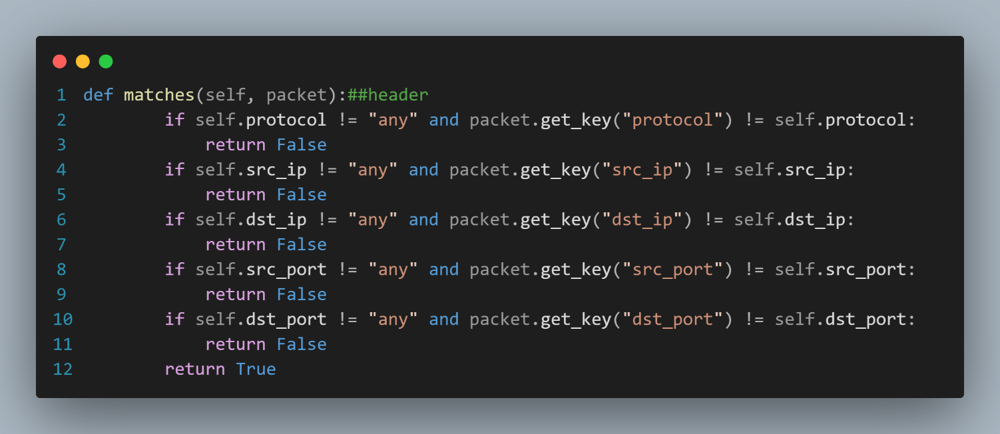 1 def matches(self, packet):##header
2         if self.protocol != "any" and packet.get_key("protocol") != self.protocol:
3             return False
4         if self.src_ip != "any" and packet.get_key("src_ip") != self.src_ip:
5             return False
6         if self.dst_ip != "any" and packet.get_key("dst_ip") != self.dst_ip:
7             return False
8         if self.src_port != "any" and packet.get_key("src_port") != self.src_port:
9             return False
10         if self.dst_port != "any" and packet.get_key("dst_port") != self.dst_port:
11             return False
12         return True